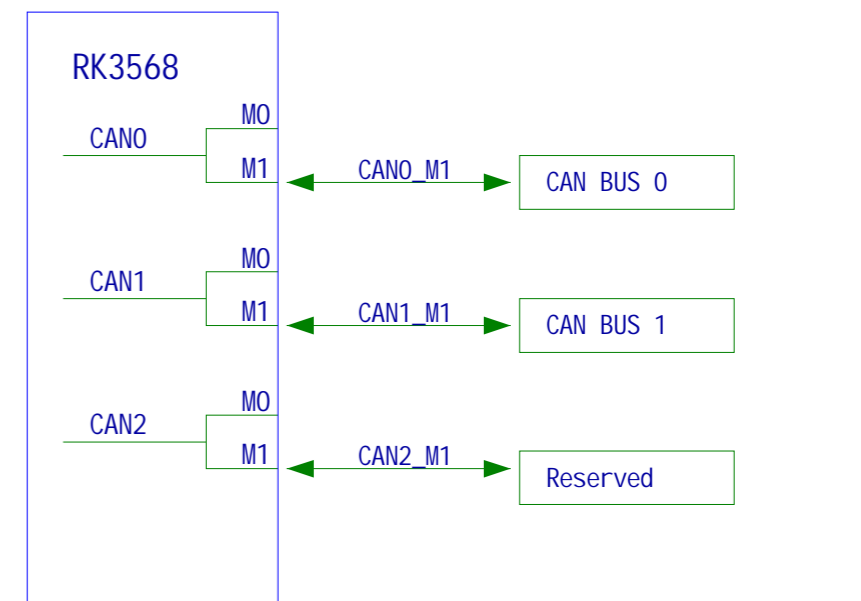 RK3568
M0
CAN0
M1
CAN0_M1
CAN BUS 0
M0
CAN1
M1
CAN1_M1
CAN BUS 1
M0
CAN2
M1
CAN2_M1
Reserved